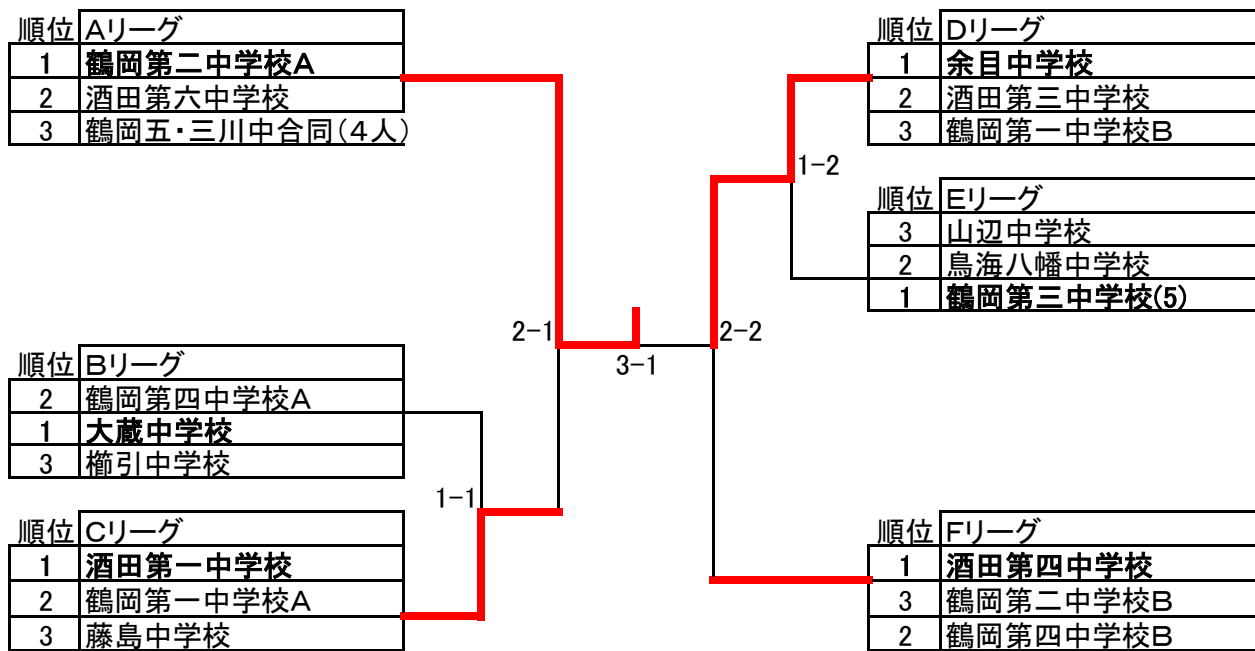 順位 Aリーグ
1 鶴岡第二中学校A
2 酒田第六中学校
3 鶴岡五・三川中合同(4人)
順位 Bリーグ
2 鶴岡第四中学校A
1 大蔵中学校
3 櫛引中学校
順位 Cリーグ
1 酒田第一中学校
2 鶴岡第一中学校A
3 藤島中学校
1-1
2-1
3-1
2-2
1-2
順位 Dリーグ
1 余目中学校
2 酒田第三中学校
3 鶴岡第一中学校B
順位 Eリーグ
3 山辺中学校
2 鳥海八幡中学校
1 鶴岡第三中学校(5)
順位 Fリーグ
1 酒田第四中学校
3 鶴岡第二中学校B
2 鶴岡第四中学校B